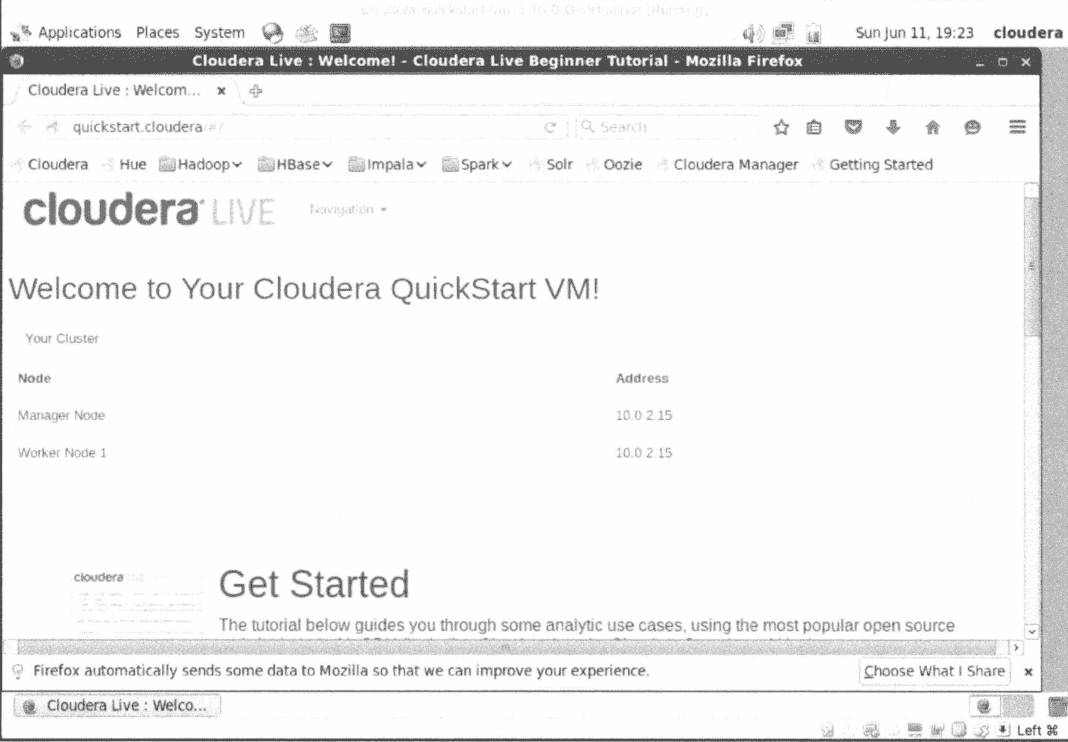 Applications Places System Sun Jun 11, 19:23 cloudera
Cloudera Live : Welcome! - Cloudera Live Beginner Tutorial - Mozilla Firefox
Cloudera Live : Welcom...
quickstart.cloudera/#/ Search
Cloudera Hue Hadoop HBase Impala Spark Solr Oozie Cloudera Manager Getting Started
cloudera LIVE Navigation
Welcome to Your Cloudera QuickStart VM!
Your Cluster
Node Address
Manager Node 10.0.2.15
Worker Node 1 10.0.2.15
cloudera
Get Started
The tutorial below guides you through some analytic use cases, using the most popular open source
Firefox automatically sends some data to Mozilla so that we can improve your experience. Choose What I Share
Cloudera Live : Welco...
Left ⌘